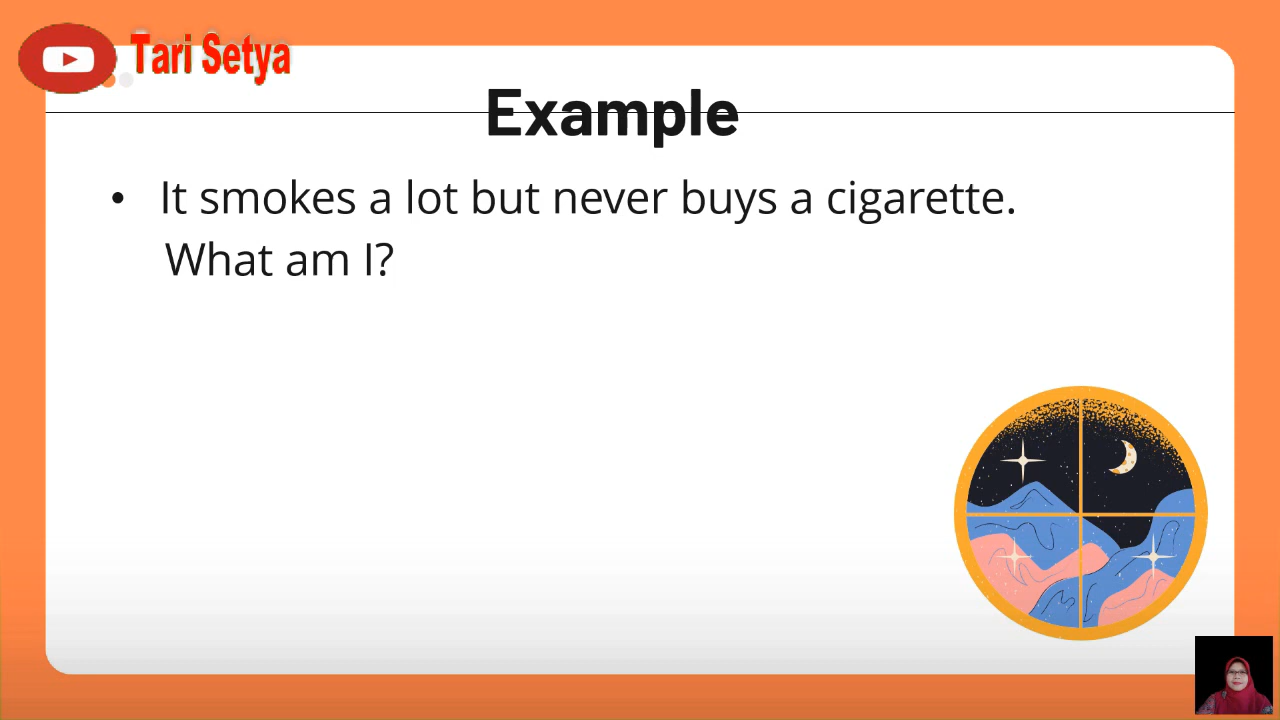 Tari Setya
Example
• It smokes a lot but never buys a cigarette.
What am I?